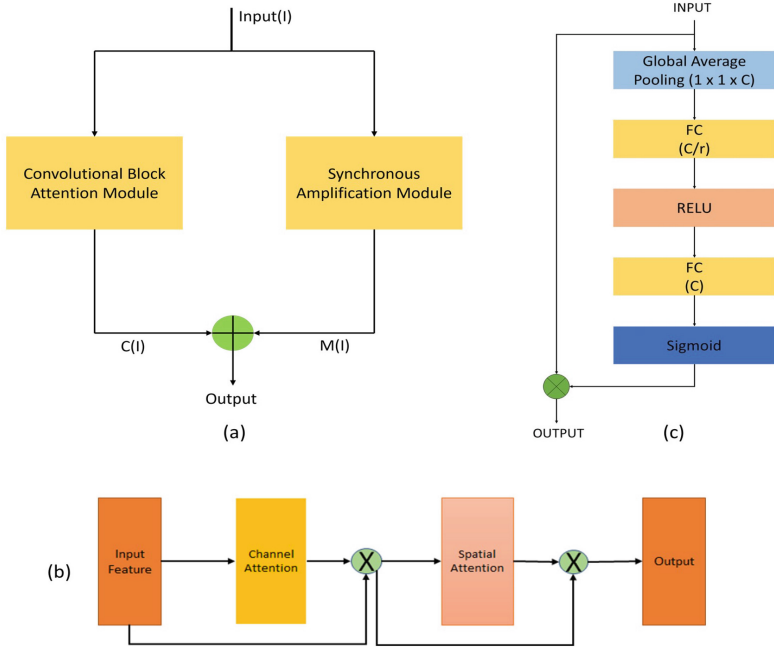 Input(I)
Convolutional Block
Attention Module
Synchronous
Amplification Module
C(I)
M(I)
Output
(a)
INPUT
Global Average
Pooling (1 x 1 x C)
FC
(C/r)
RELU
FC
(C)
Sigmoid
OUTPUT
(c)
(b)
Input
Feature
Channel
Attention
X
Spatial
Attention
X
Output